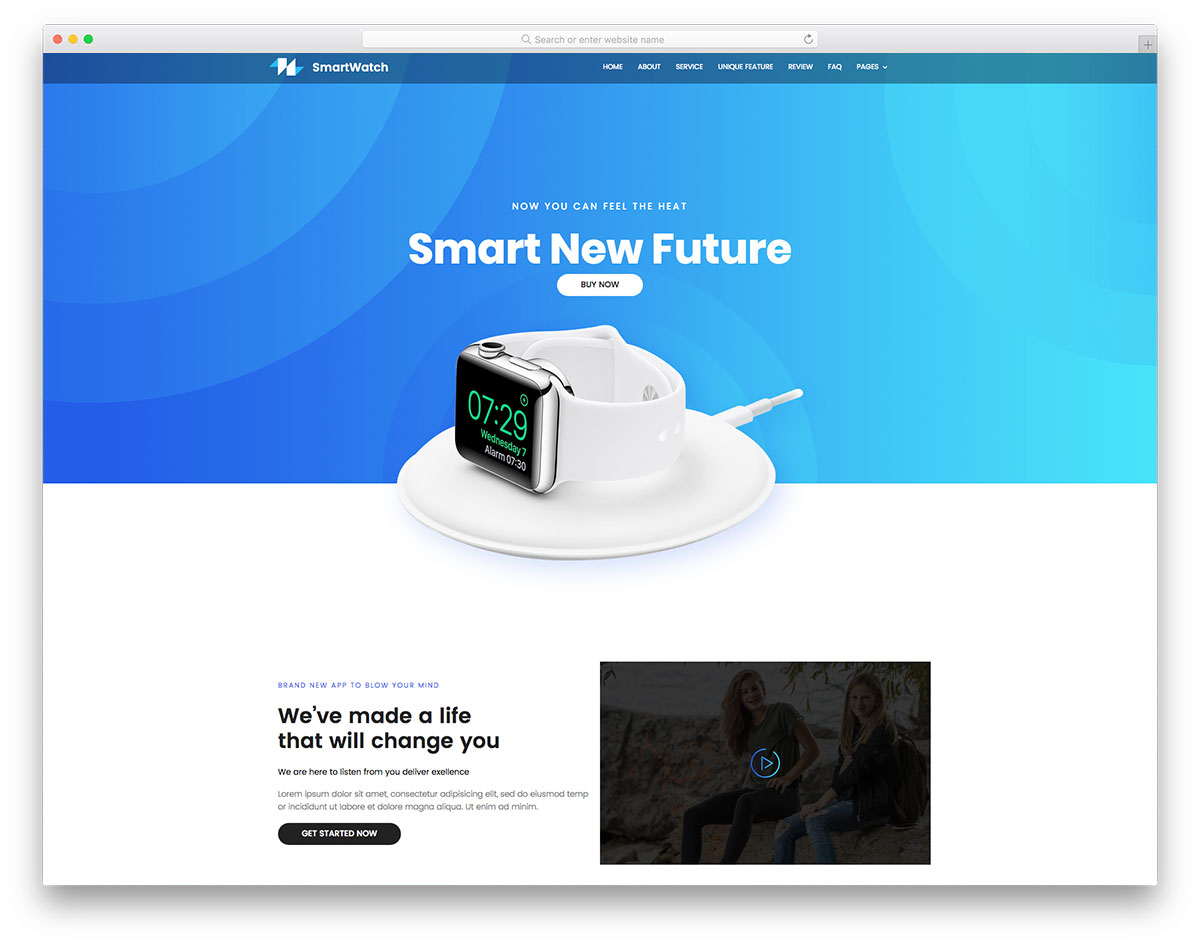 Search or enter website name
SmartWatch
HOME ABOUT SERVICE UNIQUE FEATURE REVIEW FAQ PAGES
NOW YOU CAN FEEL THE HEAT
Smart New Future
BUY NOW
07:29
Wednesday 7
Alarm 07:30
BRAND NEW APP TO BLOW YOUR MIND
We’ve made a life
that will change you
We are here to listen from you deliver exellence
Lorem ipsum dolor sit amet, consectetur adipisicing elit, sed do eiusmod temp
or incididunt ut labore et dolore magna aliqua. Ut enim ad minim.
GET STARTED NOW